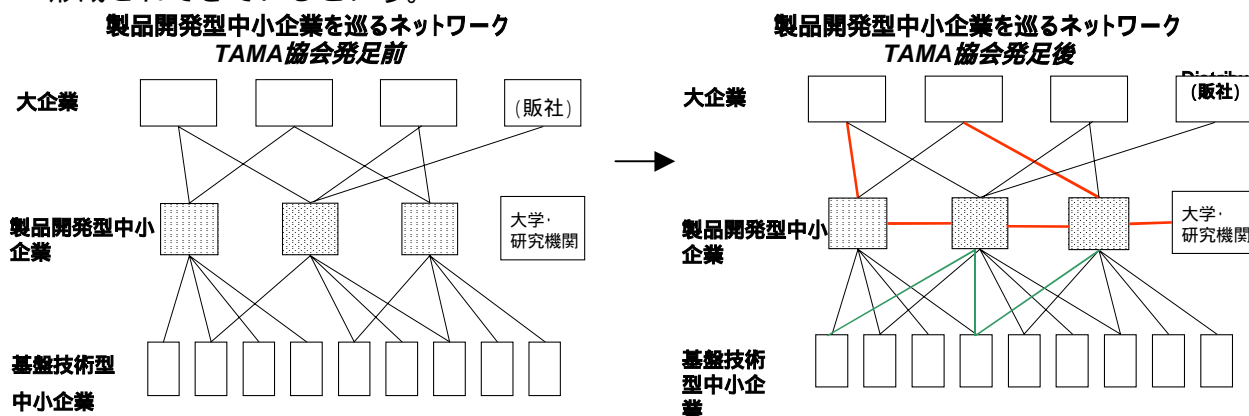 製品開発型中小企業を巡るネットワーク
TAMA協会発足前
大企業
(販社)
製品開発型中小
企業
大学・
研究機関
基盤技術型
中小企業
製品開発型中小企業を巡るネットワーク
TAMA協会発足後
大企業
(販社)
製品開発型中小
企業
大学・
研究機関
基盤技術
型中小企
業